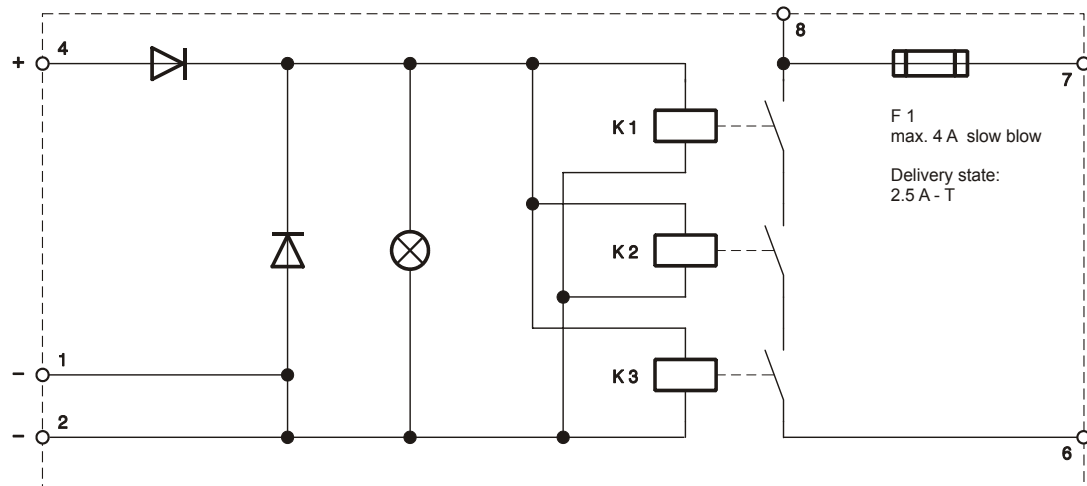 8
+ 4
7
K 1
F 1
max. 4 A slow blow
Delivery state:
2.5 A - T
K 2
– 1
K 3
– 2
6